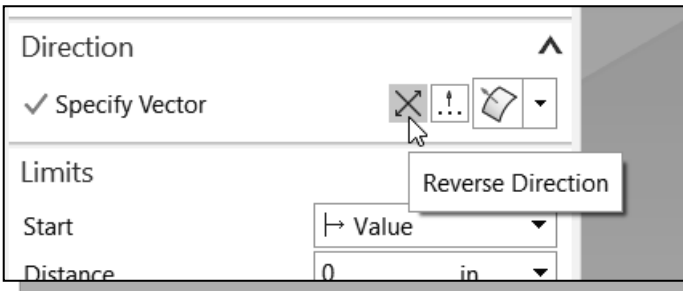 Direction
Specify Vector
Limits
Reverse Direction
Start Value
Distance 0 in